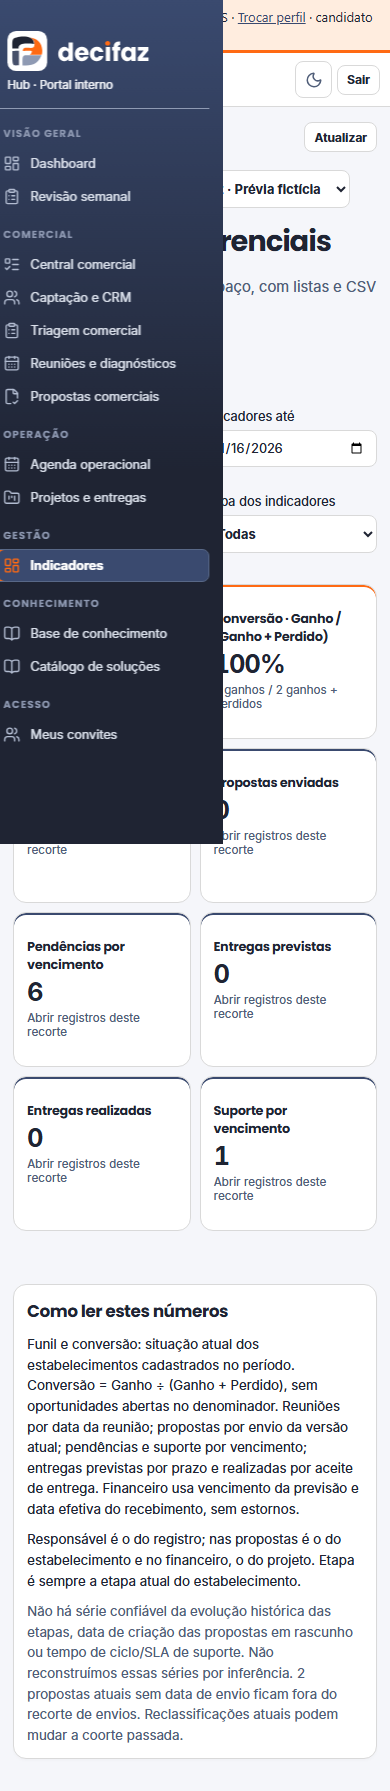 decifaz
Hub · Portal interno
VISÃO GERAL
Dashboard
Revisão semanal
COMERCIAL
Central comercial
Captação e CRM
Triagem comercial
Reuniões e diagnósticos
Propostas comerciais
OPERAÇÃO
Agenda operacional
Projetos e entregas
GESTÃO
Indicadores
CONHECIMENTO
Base de conhecimento
Catálogo de soluções
ACESSO
Meus convites
· Trocar perfil · candidato
Sair
Atualizar
· Prévia fictícia
renciais
com listas e CSV
até
/16/2026
dos indicadores
Todas
Conversão · Ganho /
(Ganho + Perdido)
100%
ganhos / 2 ganhos +
perdidos
Propostas enviadas
0
Abrir registros deste
recorte
recorte
Pendências por
vencimento
6
Abrir registros deste
recorte
Entregas previstas
0
Abrir registros deste
recorte
Entregas realizadas
0
Abrir registros deste
recorte
Suporte por
vencimento
1
Abrir registros deste
recorte
Como ler estes números
Funil e conversão: situação atual dos
estabelecimentos cadastrados no período.
Conversão = Ganho ÷ (Ganho + Perdido), sem
oportunidades abertas no denominador. Reuniões
por data da reunião; propostas por envio da versão
atual; pendências e suporte por vencimento;
entregas previstas por prazo e realizadas por aceite
de entrega. Financeiro usa vencimento da previsão e
data efetiva do recebimento, sem estornos.
Responsável é o do registro; nas propostas é o do
estabelecimento e no financeiro, o do projeto. Etapa
é sempre a etapa atual do estabelecimento.
Não há série confiável da evolução histórica das
etapas, data de criação das propostas em rascunho
ou tempo de ciclo/SLA de suporte. Não
reconstruímos essas séries por inferência. 2
propostas atuais sem data de envio ficam fora do
recorte de envios. Reclassificações atuais podem
mudar a coorte passada.